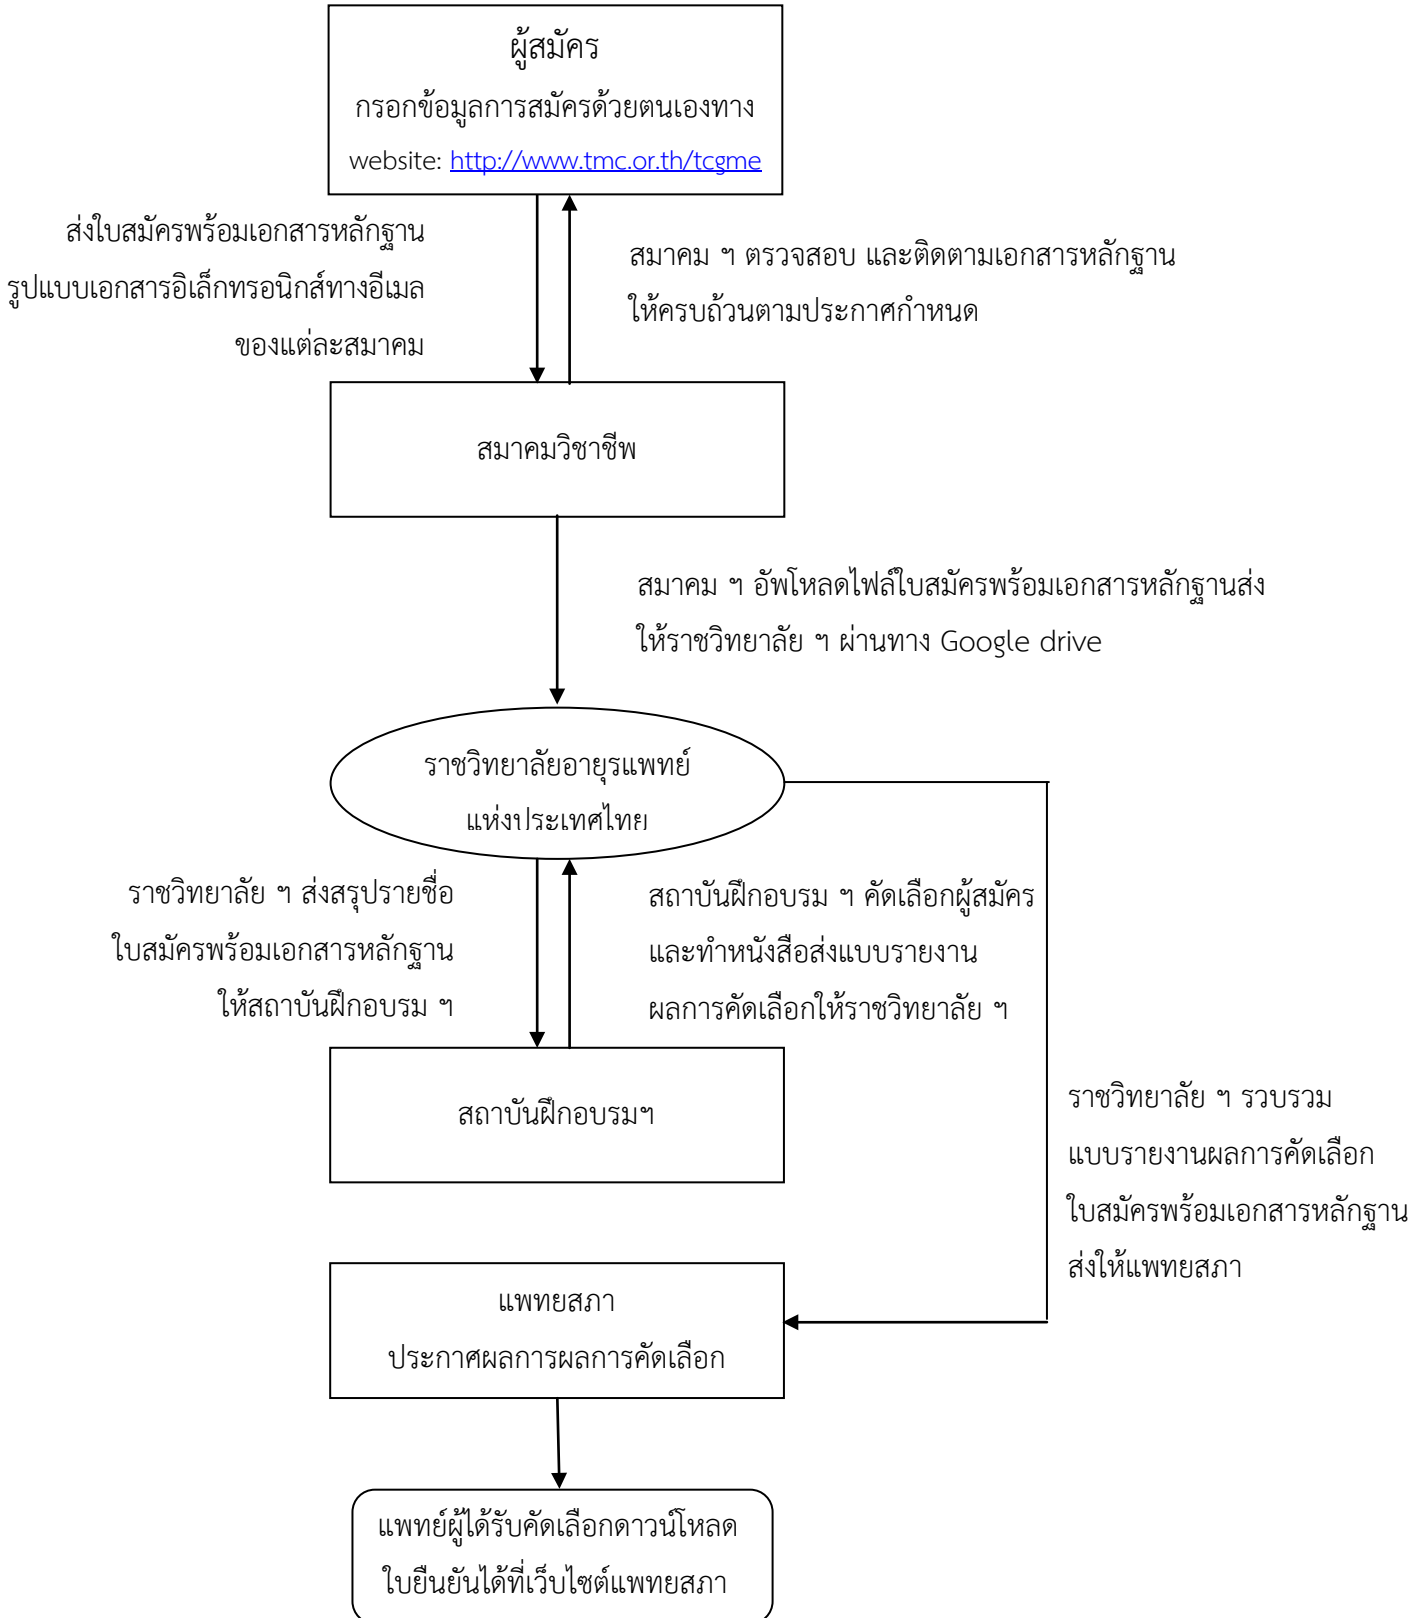 ผู้สมัคร
กรอกข้อมูลการสมัครด้วยตนเองทาง
website: http://www.tmc.or.th/tcgme
ส่งใบสมัครพร้อมเอกสารหลักฐาน
รูปแบบเอกสารอิเล็กทรอนิกส์ทางอีเมล
ของแต่ละสมาคม
สมาคม ฯ ตรวจสอบ และติดตามเอกสารหลักฐาน
ให้ครบถ้วนตามประกาศกำหนด
สมาคมวิชาชีพ
สมาคม ฯ อัพโหลดไฟล์ใบสมัครพร้อมเอกสารหลักฐานส่ง
ให้ราชวิทยาลัย ฯ ผ่านทาง Google drive
ราชวิทยาลัยอายุรแพทย์
แห่งประเทศไทย
ราชวิทยาลัย ฯ ส่งสรุปรายชื่อ
ใบสมัครพร้อมเอกสารหลักฐาน
ให้สถาบันฝึกอบรม ฯ
สถาบันฝึกอบรม ฯ คัดเลือกผู้สมัคร
และทำหนังสือส่งแบบรายงาน
ผลการคัดเลือกให้ราชวิทยาลัย ฯ
สถาบันฝึกอบรมฯ
ราชวิทยาลัย ฯ รวบรวม
แบบรายงานผลการคัดเลือก
ใบสมัครพร้อมเอกสารหลักฐาน
ส่งให้แพทยสภา
แพทยสภา
ประกาศผลการผลการคัดเลือก
แพทย์ผู้ได้รับคัดเลือกดาวน์โหลด
ใบยืนยันได้ที่เว็บไซต์แพทยสภา